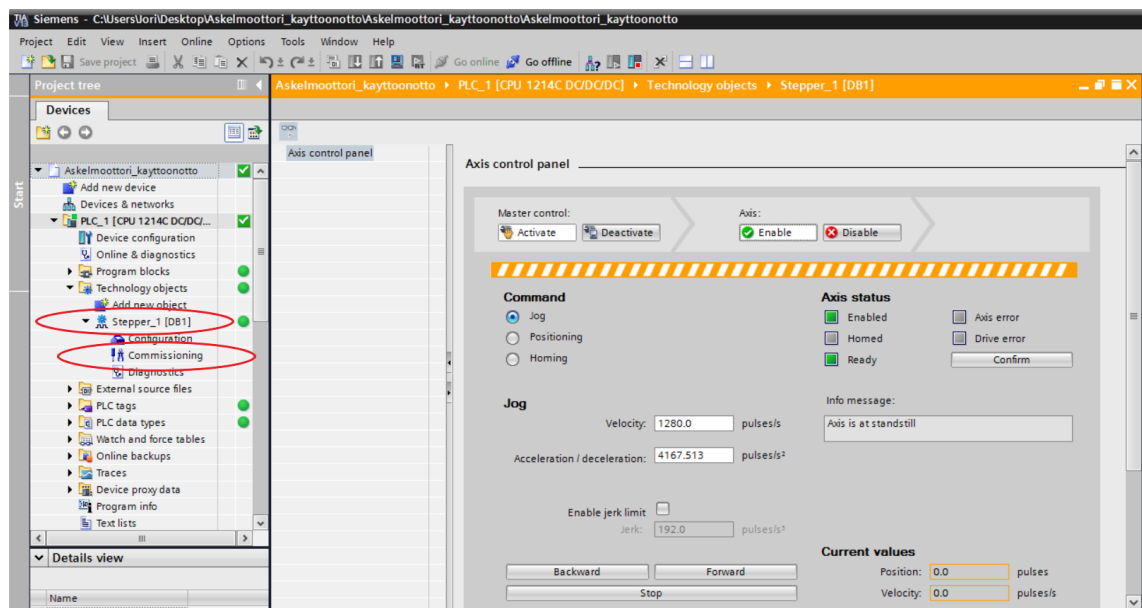 Siemens - C:\Users\Jori\Desktop\Askelmoottori_kayttoonotto\Askelmoottori_kayttoonotto\Askelmoottori_kayttoonotto
Project Edit View Insert Online Options Tools Window Help
Save project Go online Go offline
Project tree
Askelmoottori_kayttoonotto PLC_1 [CPU 1214C DC/DC/DC] Technology objects Stepper_1 [DB1]
Devices
Start
Askelmoottori_kayttoonotto
Add new device
Devices & networks
PLC_1 [CPU 1214C DC/DC/...
Device configuration
Online & diagnostics
Program blocks
Technology objects
Add new object
Stepper_1 [DB1]
Configuration
Commissioning
Diagnostics
External source files
PLC tags
PLC data types
Watch and force tables
Online backups
Traces
Device proxy data
Program info
Text lists
Details view
Name
Axis control panel
Axis control panel
Master control:
Activate Deactivate
Axis:
Enable Disable
Command
Jog
Positioning
Homing
Axis status
Enabled Axis error
Homed Drive error
Ready Confirm
Info message:
Axis is at standstill
Jog
Velocity: 1280.0 pulses/s
Acceleration / deceleration: 4167.513 pulses/s²
Enable jerk limit
Jerk: 192.0 pulses/s³
Backward Forward
Stop
Current values
Position: 0.0 pulses
Velocity: 0.0 pulses/s